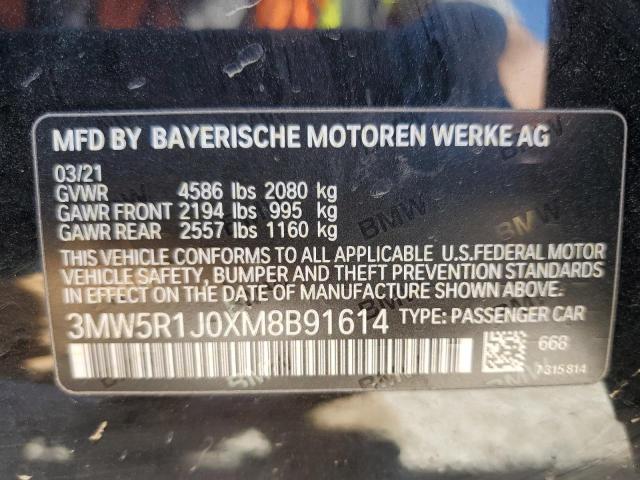 MFD BY BAYERISCHE MOTOREN WERKE AG
03/21
GVWR 4586 lbs 2080 kg
GAWR FRONT 2194 lbs 995 kg
GAWR REAR 2557 lbs 1160 kg
THIS VEHICLE CONFORMS TO ALL APPLICABLE U.S.FEDERAL MOTOR
VEHICLE SAFETY, BUMPER AND THEFT PREVENTION STANDARDS
IN EFFECT ON THE DATE OF MANUFACTURE SHOWN ABOVE.
3MW5R1J0XM8B91614 TYPE: PASSENGER CAR
668
7315814